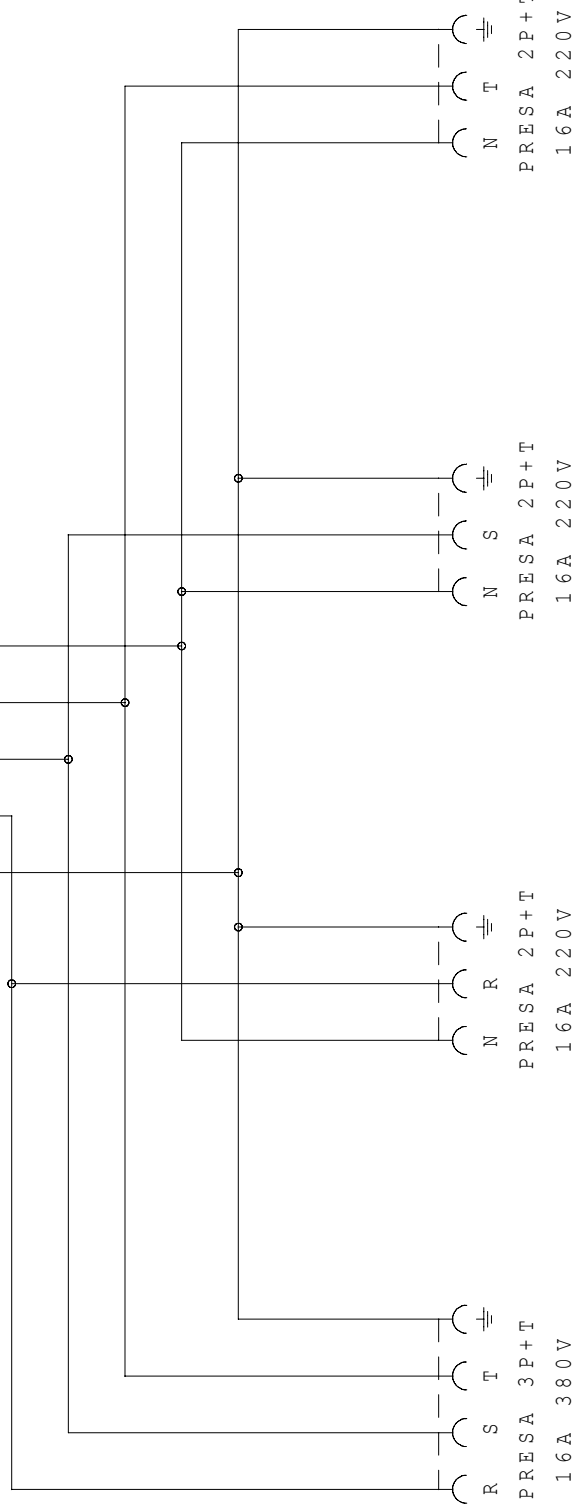 R S T
PRESA 3P+T
16A 380V
N R
PRESA 2P+T
16A 220V
N S
PRESA 2P+T
16A 220V
N T
PRESA 2P+T
16A 220V